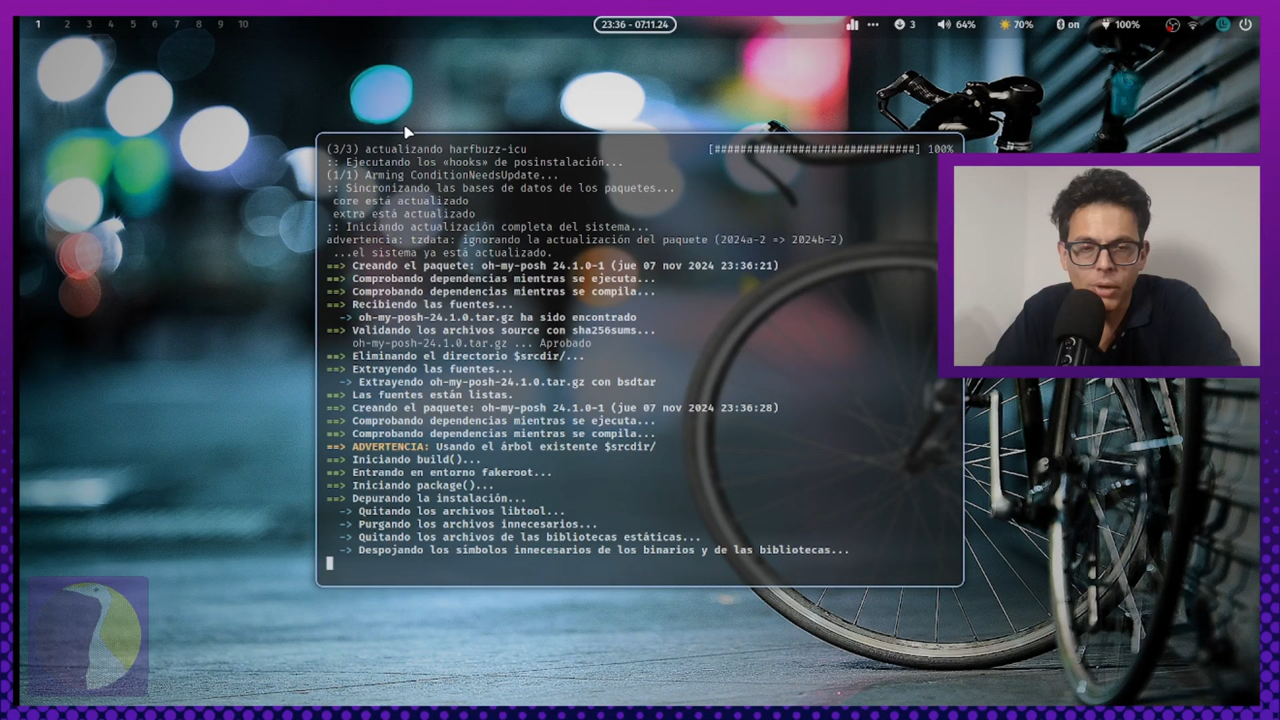 1 2 3 4 5 6 7 8 9 10
23:36 - 07.11.24
3 64% 70% on 100%
(3/3) actualizando harfbuzz-icu [###############################] 100%
:: Ejecutando los «hooks» de posinstalación...
(1/1) Arming ConditionNeedsUpdate...
:: Sincronizando las bases de datos de los paquetes...
core está actualizado
extra está actualizado
:: Iniciando actualización completa del sistema...
advertencia: tzdata: ignorando la actualización del paquete (2024a-2 => 2024b-2)
...el sistema ya está actualizado.
==> Creando el paquete: oh-my-posh 24.1.0-1 (jue 07 nov 2024 23:36:21)
==> Comprobando dependencias mientras se ejecuta...
==> Comprobando dependencias mientras se compila...
==> Recibiendo las fuentes...
-> oh-my-posh-24.1.0.tar.gz ha sido encontrado
==> Validando los archivos source con sha256sums...
oh-my-posh-24.1.0.tar.gz ... Aprobado
==> Eliminando el directorio $srcdir/...
==> Extrayendo las fuentes...
-> Extrayendo oh-my-posh-24.1.0.tar.gz con bsdtar
==> Las fuentes están listas.
==> Creando el paquete: oh-my-posh 24.1.0-1 (jue 07 nov 2024 23:36:28)
==> Comprobando dependencias mientras se ejecuta...
==> Comprobando dependencias mientras se compila...
==> ADVERTENCIA: Usando el árbol existente $srcdir/
==> Iniciando build()...
==> Entrando en entorno fakeroot...
==> Iniciando package()...
==> Depurando la instalación...
-> Quitando los archivos libtool...
-> Purgando los archivos innecesarios...
-> Quitando los archivos de las bibliotecas estáticas...
-> Despojando los símbolos innecesarios de los binarios y de las bibliotecas...